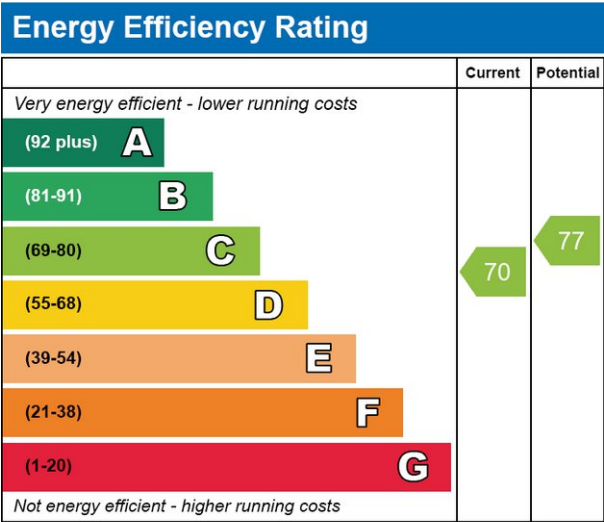 Energy Efficiency Rating
Current Potential
Very energy efficient - lower running costs
(92 plus) A
(81-91) B
(69-80) C
(55-68) D
(39-54) E
(21-38) F
(1-20) G
70
77
Not energy efficient - higher running costs